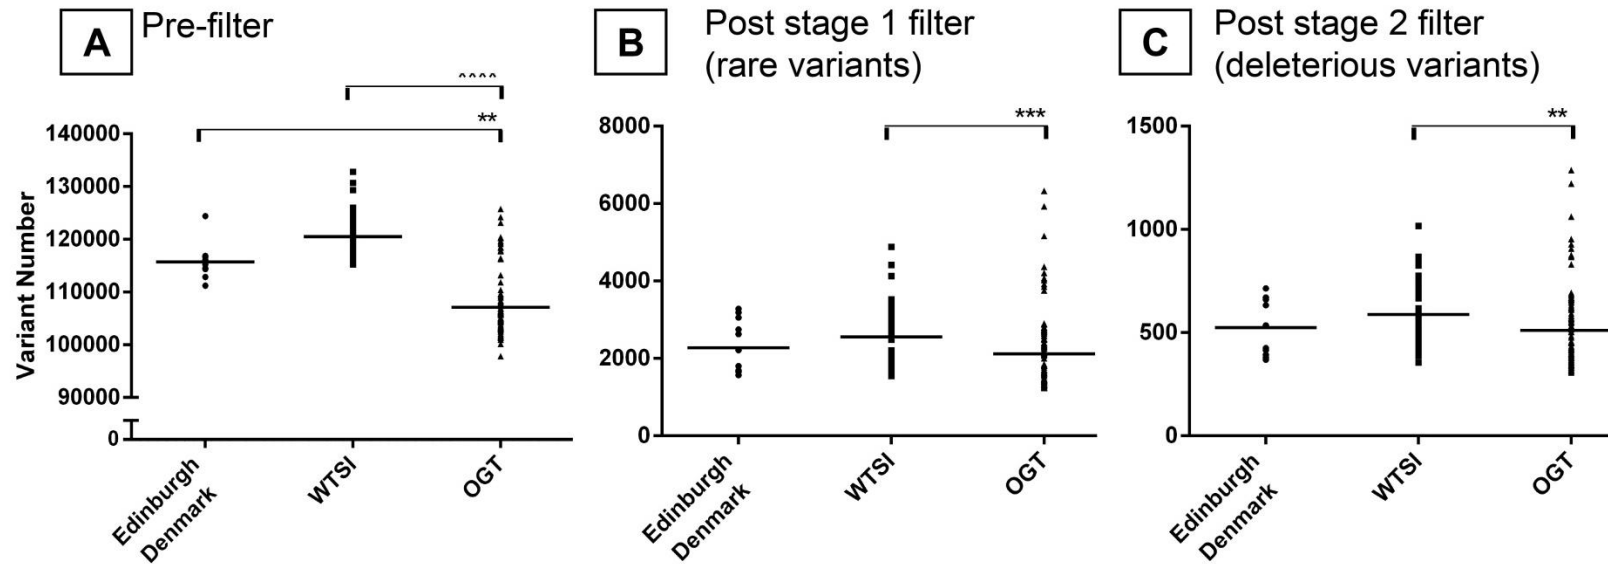 A
Pre-filter
**
140000
130000
120000
110000
100000
90000
0
Variant Number
Edinburgh
Denmark
WTSI
OGT
B
Post stage 1 filter
(rare variants)
***
8000
6000
4000
2000
0
Edinburgh
Denmark
WTSI
OGT
C
Post stage 2 filter
(deleterious variants)
**
1500
1000
500
0
Edinburgh
Denmark
WTSI
OGT